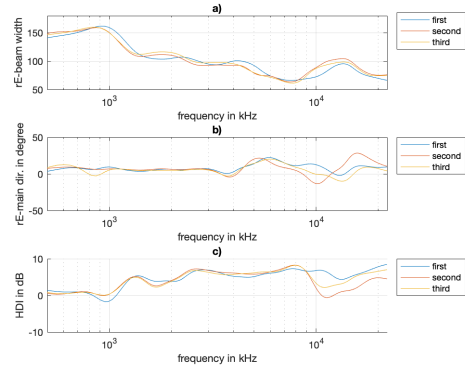 a)
rE-beam width
150
100
50
10³
10⁴
frequency in kHz
first
second
third
b)
rE-main dir. in degree
50
0
-50
10³
10⁴
frequency in kHz
first
second
third
c)
HDI in dB
10
0
-10
10³
10⁴
frequency in kHz
first
second
third